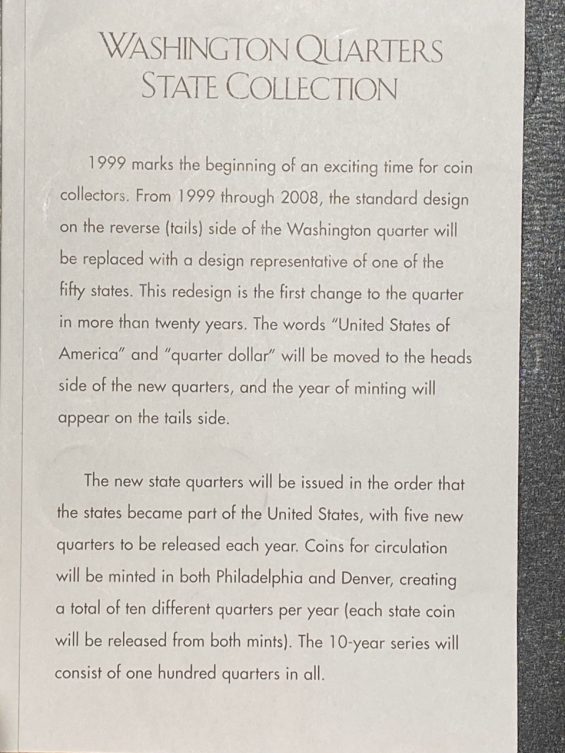 WASHINGTON QUARTERS
STATE COLLECTION
1999 marks the beginning of an exciting time for coin
collectors. From 1999 through 2008, the standard design
on the reverse (tails) side of the Washington quarter will
be replaced with a design representative of one of the
fifty states. This redesign is the first change to the quarter
in more than twenty years. The words “United States of
America” and “quarter dollar” will be moved to the heads
side of the new quarters, and the year of minting will
appear on the tails side.
The new state quarters will be issued in the order that
the states became part of the United States, with five new
quarters to be released each year. Coins for circulation
will be minted in both Philadelphia and Denver, creating
a total of ten different quarters per year (each state coin
will be released from both mints). The 10-year series will
consist of one hundred quarters in all.